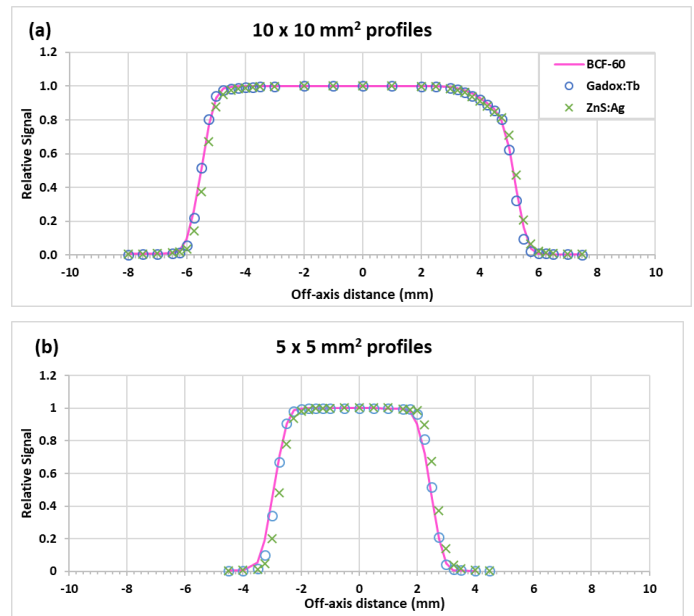 (a) 10 x 10 mm² profiles
1.2
1.0
0.8
0.6
0.4
0.2
0.0
Relative Signal
BCF-60
Gadox:Tb
ZnS:Ag
-10 -8 -6 -4 -2 0 2 4 6 8 10
Off-axis distance (mm)
(b) 5 x 5 mm² profiles
1.2
1
0.8
0.6
0.4
0.2
0
Relative Signal
-10 -8 -6 -4 -2 0 2 4 6 8 10
Off-axis distance (mm)